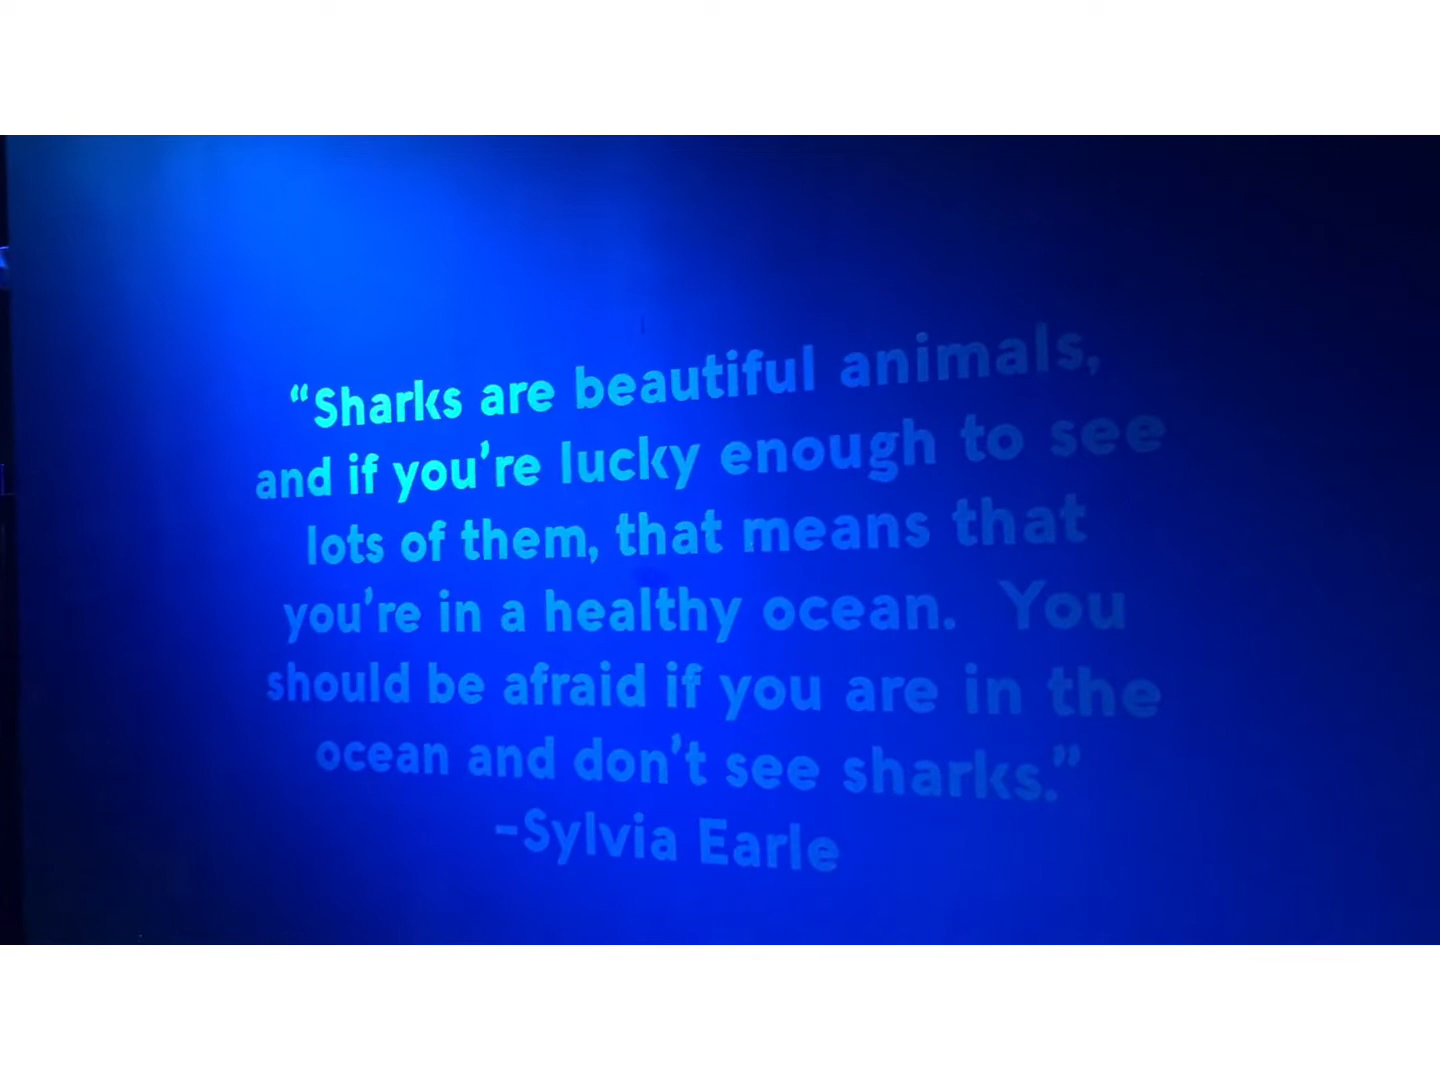 “Sharks are beautiful animals,
and if you’re lucky enough to see
lots of them, that means that
you’re in a healthy ocean.  You
should be afraid if you are in the
ocean and don’t see sharks.”
-Sylvia Earle